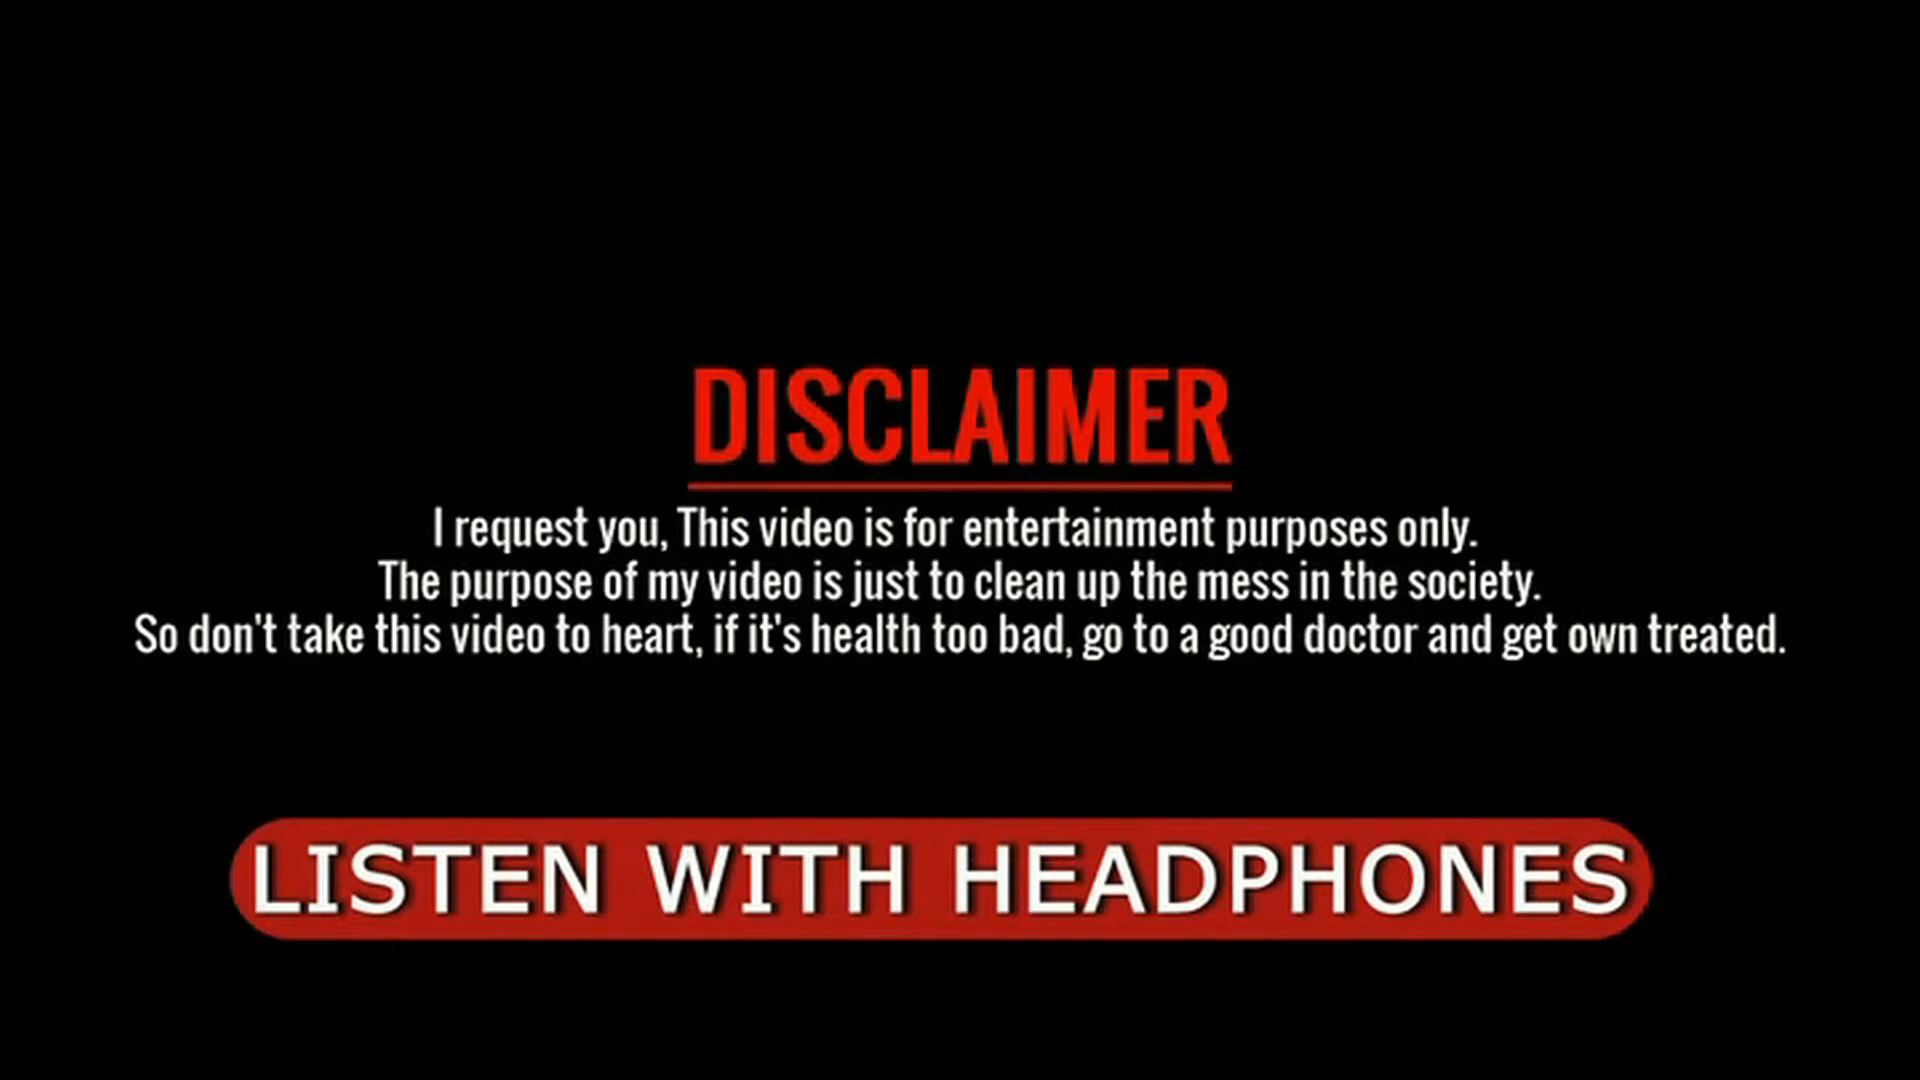 DISCLAIMER
I request you, This video is for entertainment purposes only.
The purpose of my video is just to clean up the mess in the society.
So don't take this video to heart, if it's health too bad, go to a good doctor and get own treated.
LISTEN WITH HEADPHONES